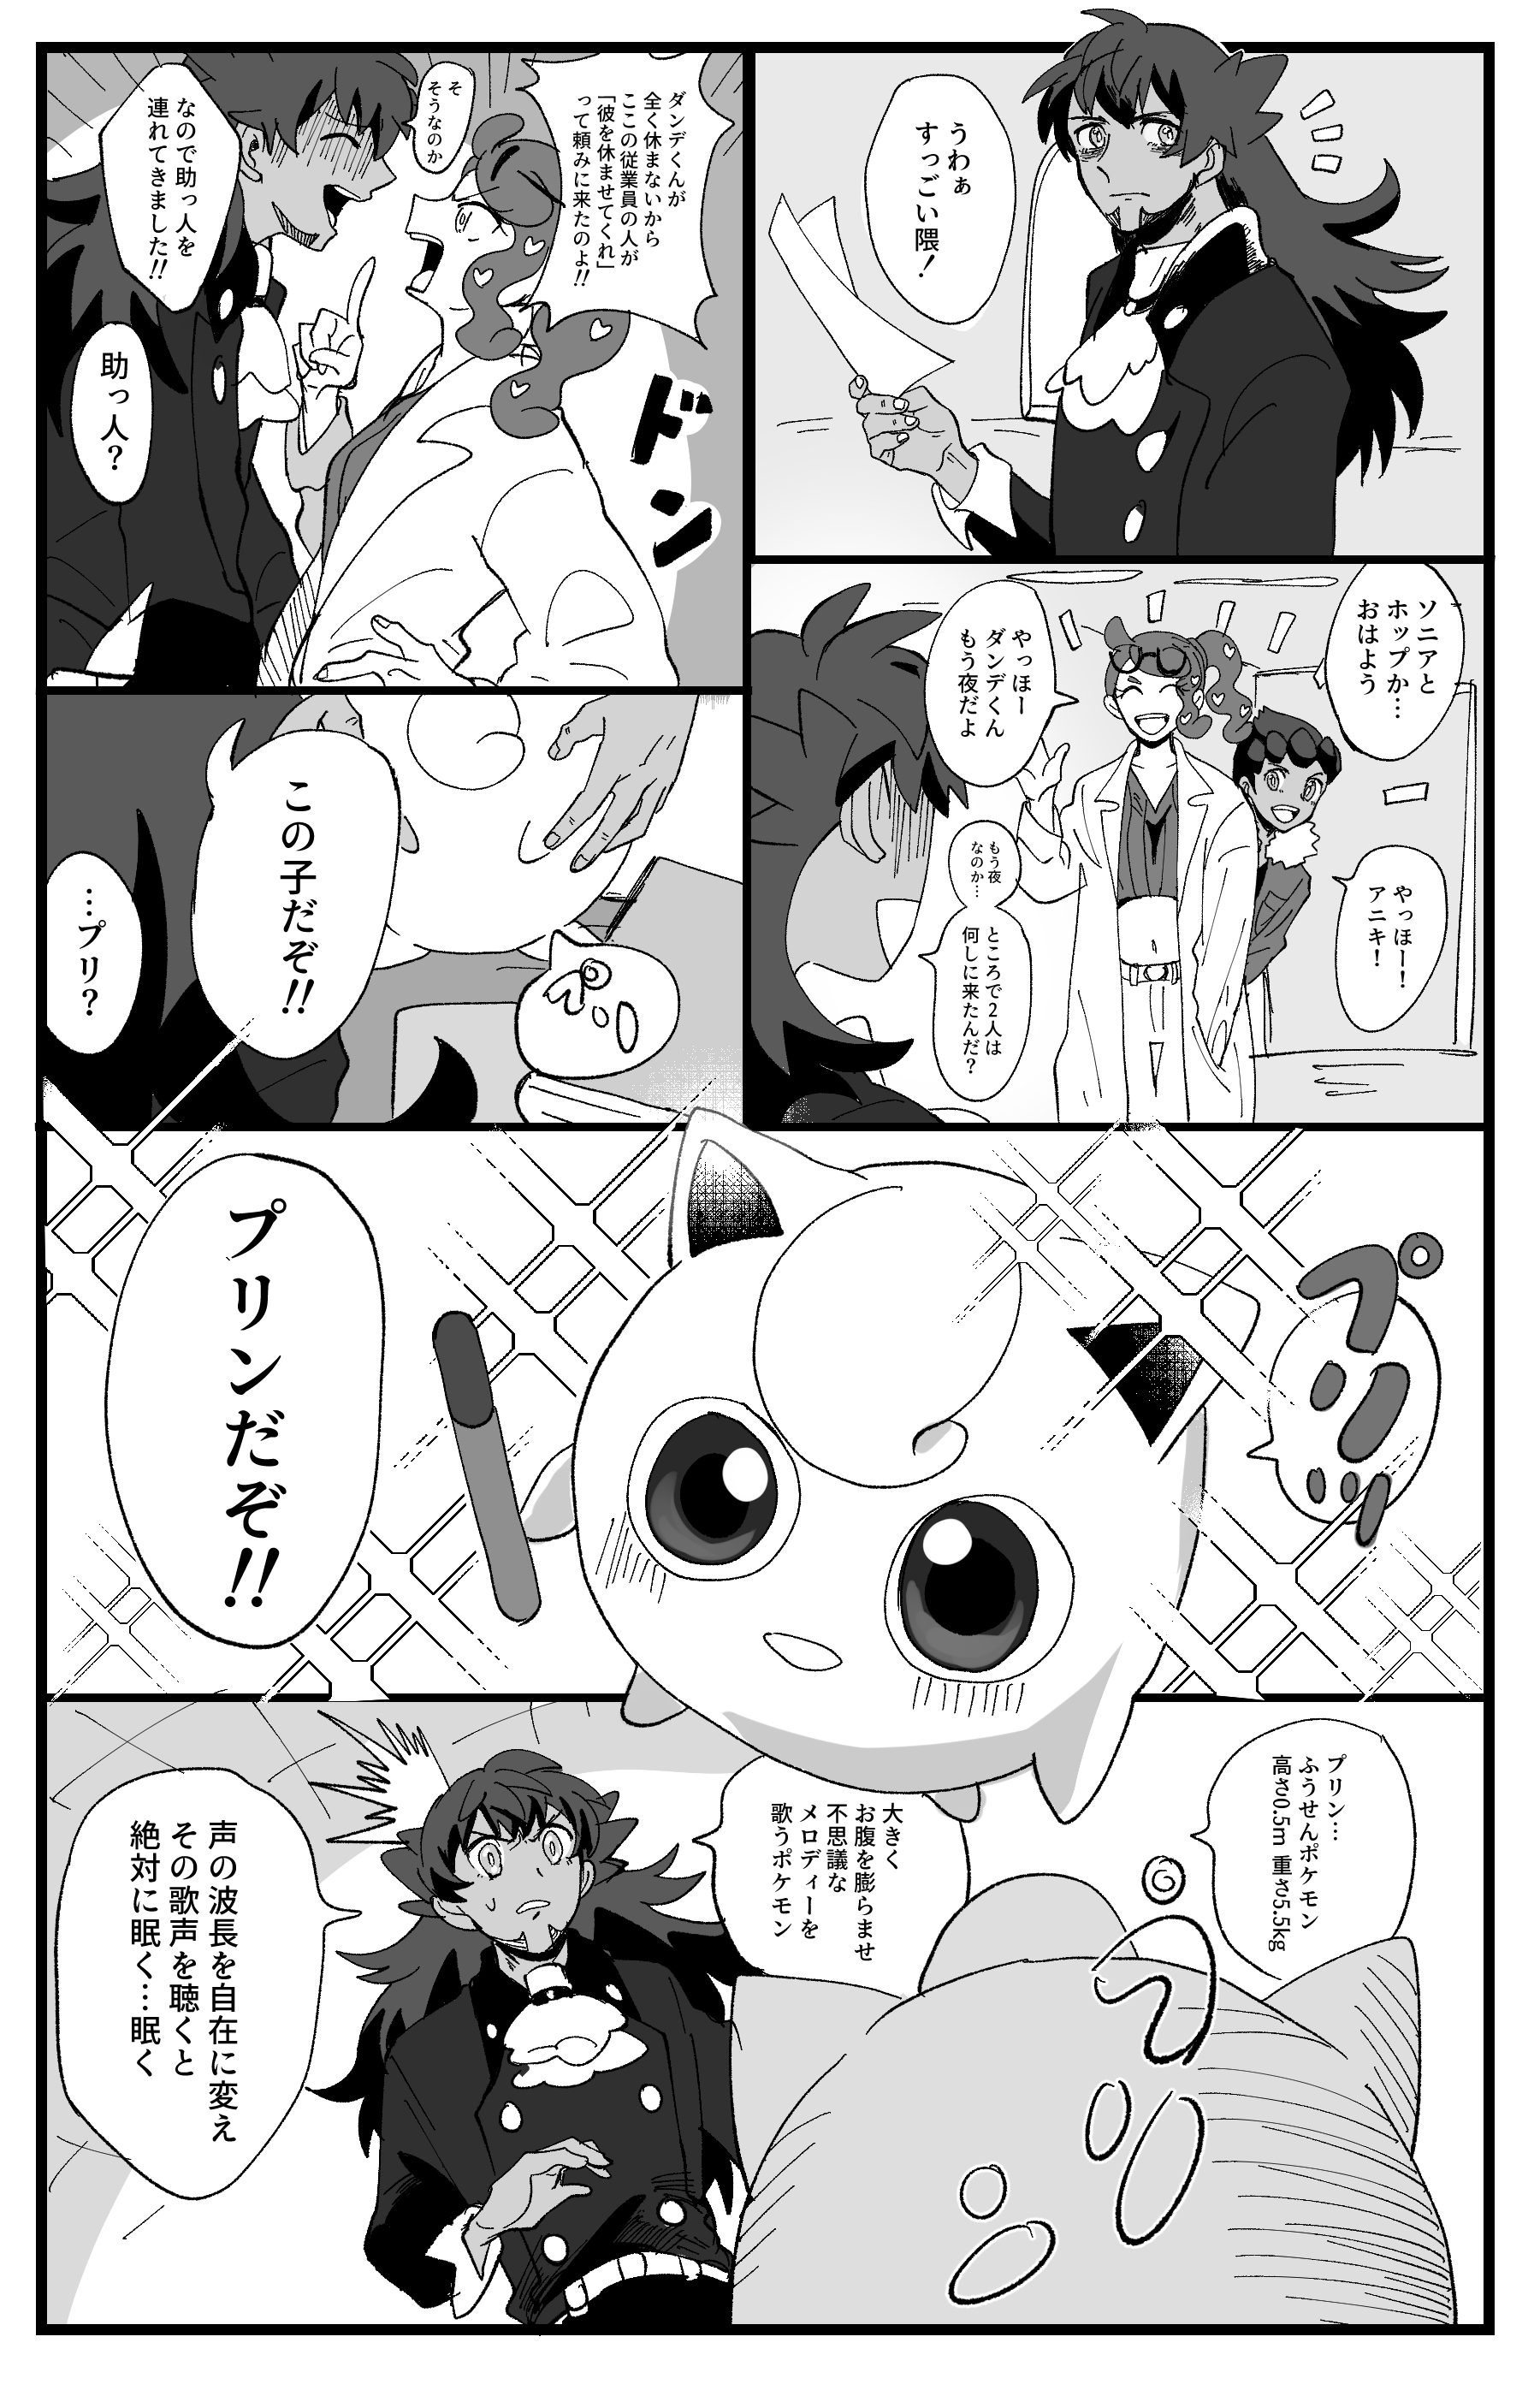 うわぁ
すっごい隈!
ソニアと
ホップか…
おはよう
やっほー
ダンデくん
もう夜だよ
やっほー!
アニキ!
もう夜
なのか…
ところで2人は
何しに来たんだ?
ダンデくんが
全く休まないから
ここの従業員の人が
「彼を休ませてくれ」
って頼みに来たのよ!!
そ
そうなのか
ドン
なので助っ人を
連れてきました!!
助っ人?
この子だぞ!!
…プリ?
プリッ
プリンだぞ!!
プリン…
ふうせんポケモン
高さ0.5m 重さ5.5kg
大きく
お腹を膨らませ
不思議な
メロディーを
歌うポケモン
プリ
声の波長を自在に変え
その歌声を聴くと
絶対に眠く…眠く